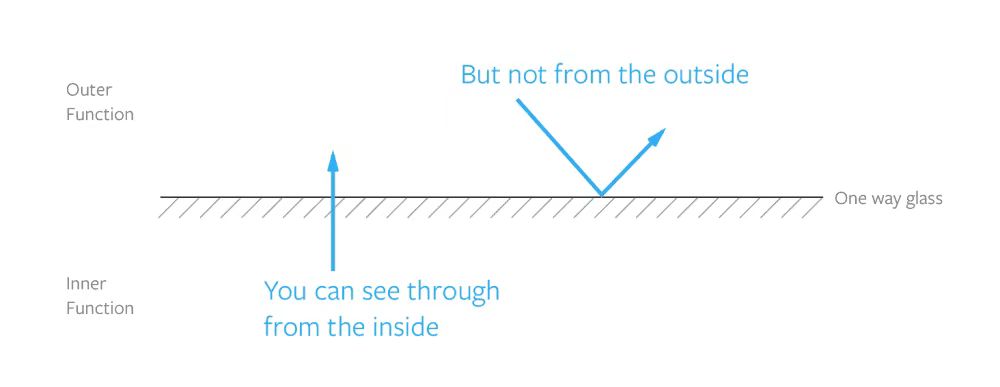 But not from the outside
Outer
Function
One way glass
Inner
Function
You can see through
from the inside